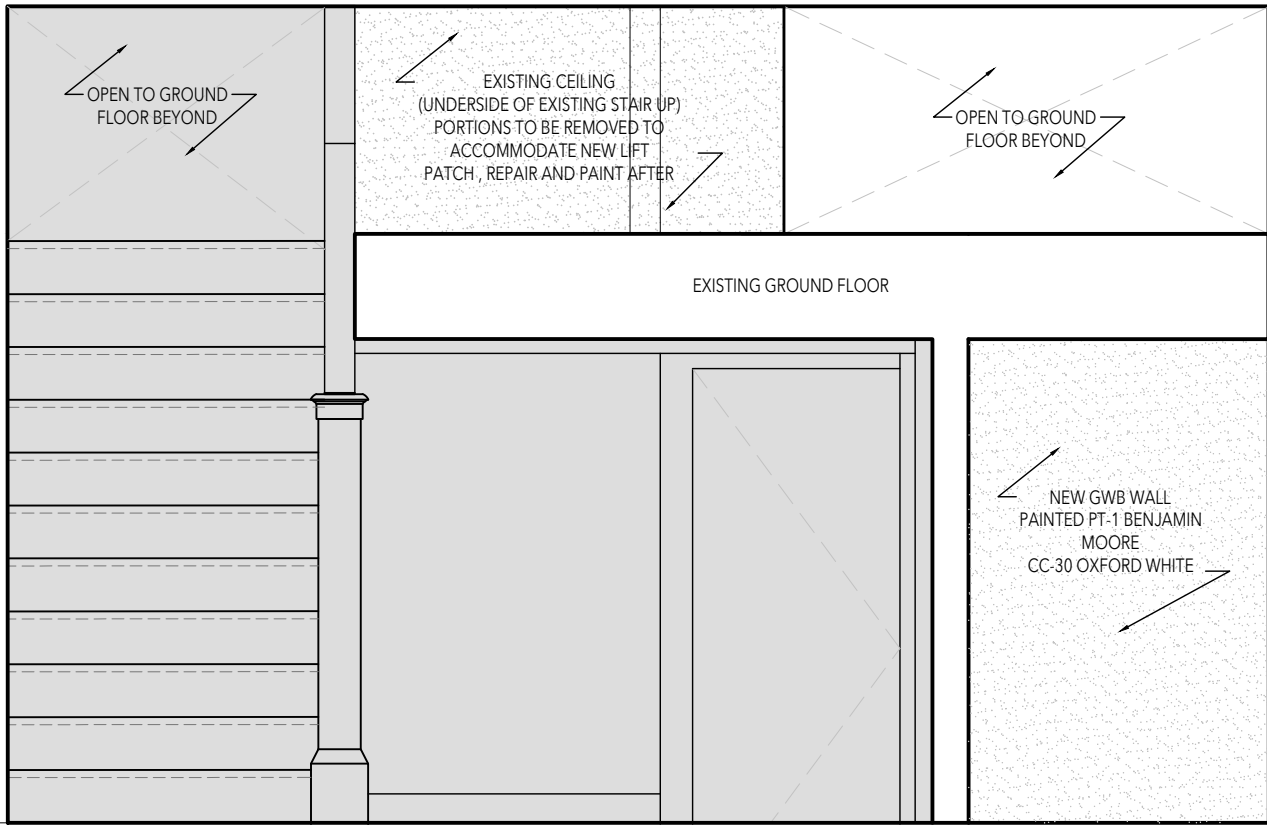 OPEN TO GROUND
FLOOR BEYOND
EXISTING CEILING
(UNDERSIDE OF EXISTING STAIR UP)
PORTIONS TO BE REMOVED TO
ACCOMMODATE NEW LIFT
PATCH , REPAIR AND PAINT AFTER
OPEN TO GROUND
FLOOR BEYOND
EXISTING GROUND FLOOR
NEW GWB WALL
PAINTED PT-1 BENJAMIN
MOORE
CC-30 OXFORD WHITE